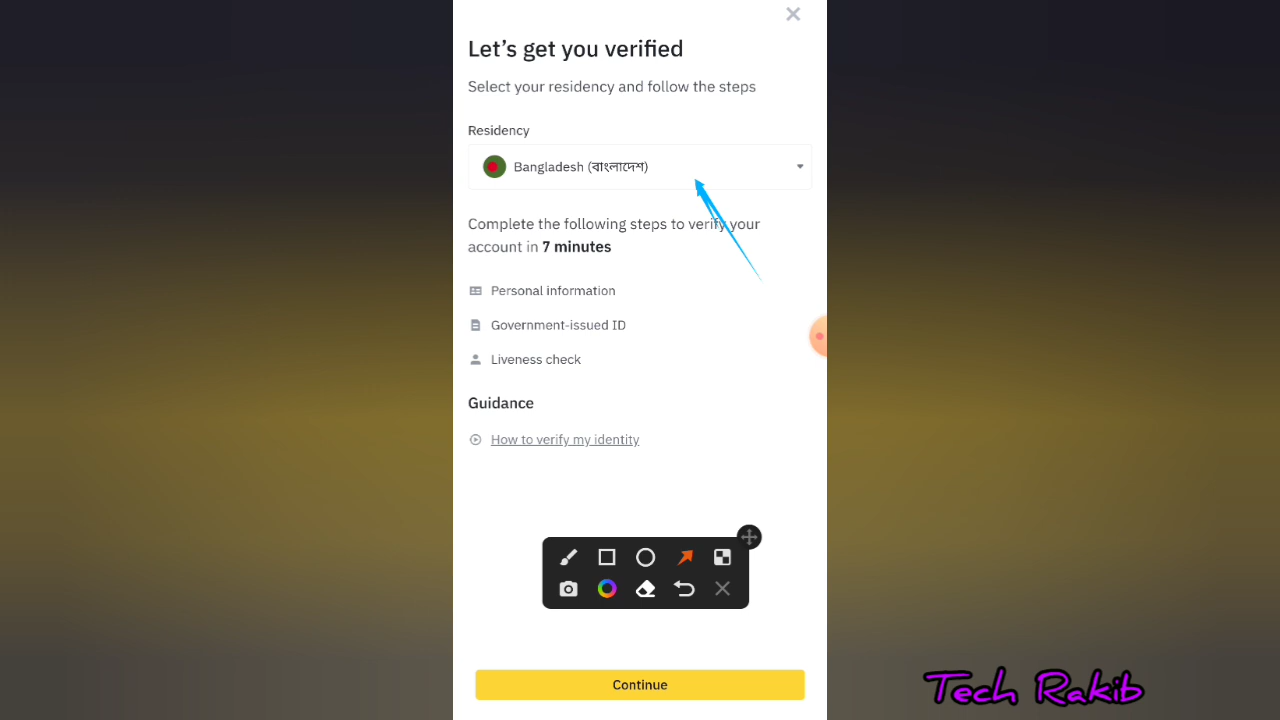 Let's get you verified
Select your residency and follow the steps
Residency
Bangladesh (বাংলাদেশ)
Complete the following steps to verify your
account in 7 minutes
Personal information
Government-issued ID
Liveness check
Guidance
How to verify my identity
Continue
Tech Rakib